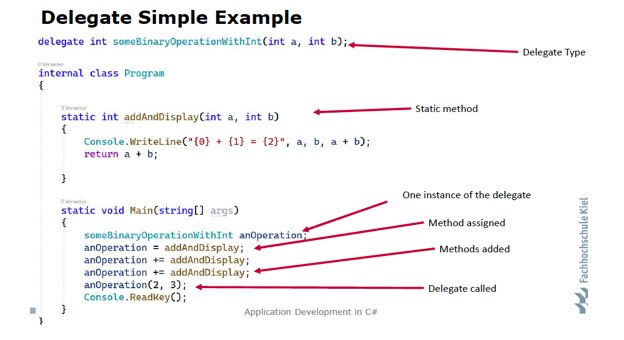 Delegate Simple Example
delegate int someBinaryOperationWithInt(int a, int b);
Delegate Type
0 Verweise
internal class Program
{
3 Verweise
static int addAndDisplay(int a, int b)
Static method
{
Console.WriteLine("{0} + {1} = {2}", a, b, a + b);
return a + b;
}
One instance of the delegate
0 Verweise
static void Main(string[] args)
{
Method assigned
someBinaryOperationWithInt anOperation;
anOperation = addAndDisplay;
Methods added
anOperation += addAndDisplay;
anOperation += addAndDisplay;
anOperation(2, 3);
Delegate called
Console.ReadKey();
}
}
Application Development in C#
Fachhochschule Kiel